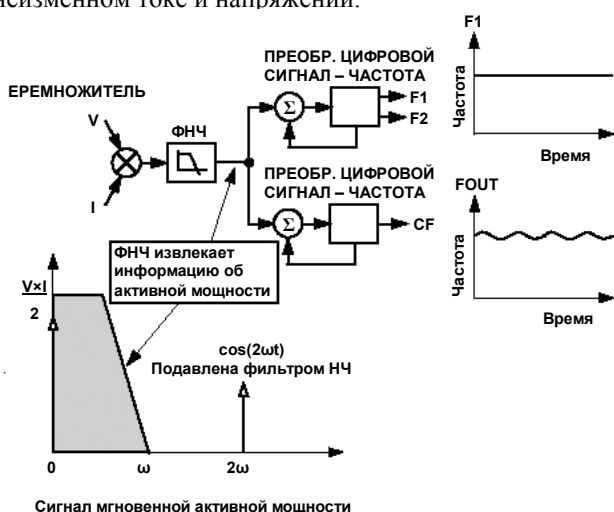 неизменном токе и напряжении.
F1
ПРЕОБР. ЦИФРОВОЙ
СИГНАЛ – ЧАСТОТА
ЕРЕМНОЖИТЕЛЬ
V
I
ФНЧ
Σ
F1
F2
Частота
Время
ПРЕОБР. ЦИФРОВОЙ
СИГНАЛ – ЧАСТОТА
Σ
CF
FOUT
Частота
Время
ФНЧ извлекает
информацию об
активной мощности
V×I
2
cos(2ωt)
Подавлена фильтром НЧ
0
ω
2ω
Сигнал мгновенной активной мощности